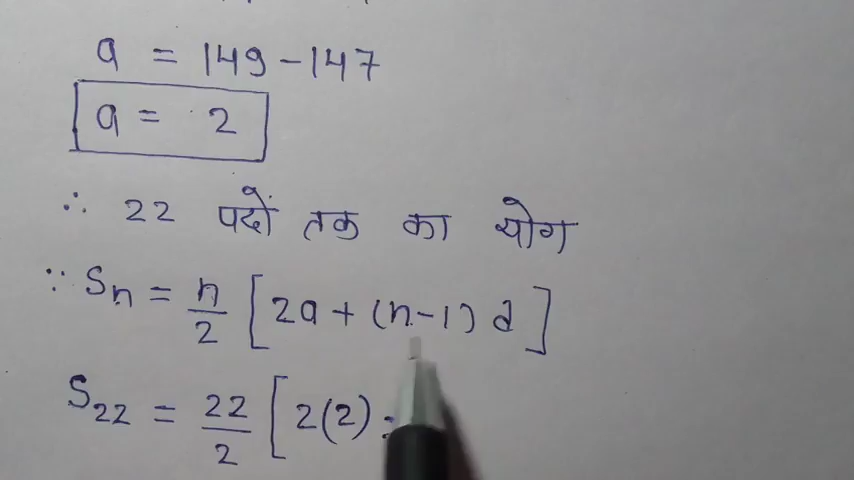 a = 149 - 147
a = 2
∴ 22 पदों तक का योग
∵ Sn = n/2 [2a + (n-1) d]
S22 = 22/2 [2(2)